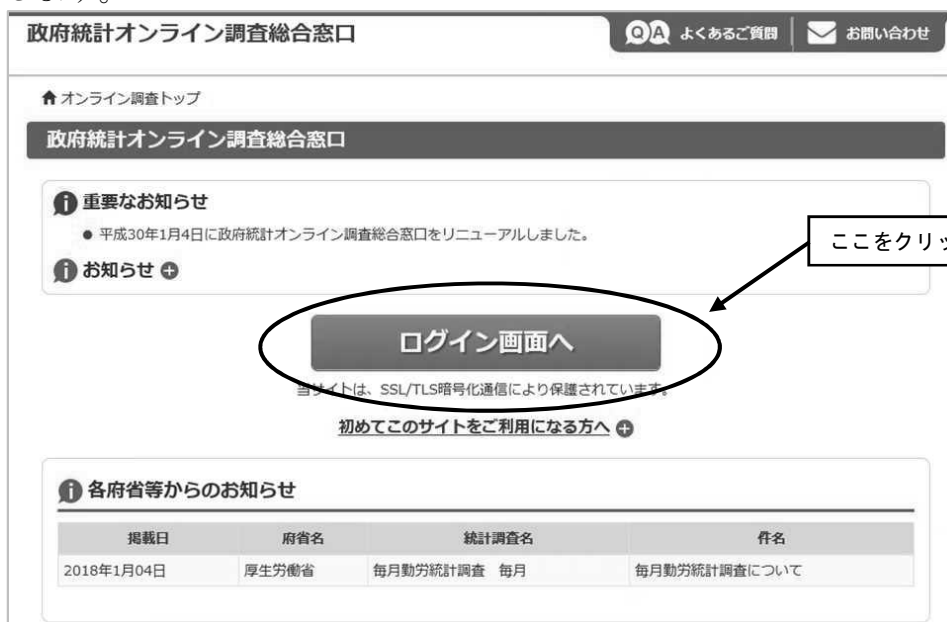 政府統計オンライン調査総合窓口
QA よくあるご質問
お問い合わせ
オンライン調査トップ
政府統計オンライン調査総合窓口
重要なお知らせ
● 平成30年1月4日に政府統計オンライン調査総合窓口をリニューアルしました。
ここをクリッ
お知らせ
ログイン画面へ
当サイトは、SSL/TLS暗号化通信により保護されています。
初めてこのサイトをご利用になる方へ
各府省等からのお知らせ
掲載日 府省名 統計調査名 件名
2018年1月04日 厚生労働省 毎月勤労統計調査 毎月 毎月勤労統計調査について